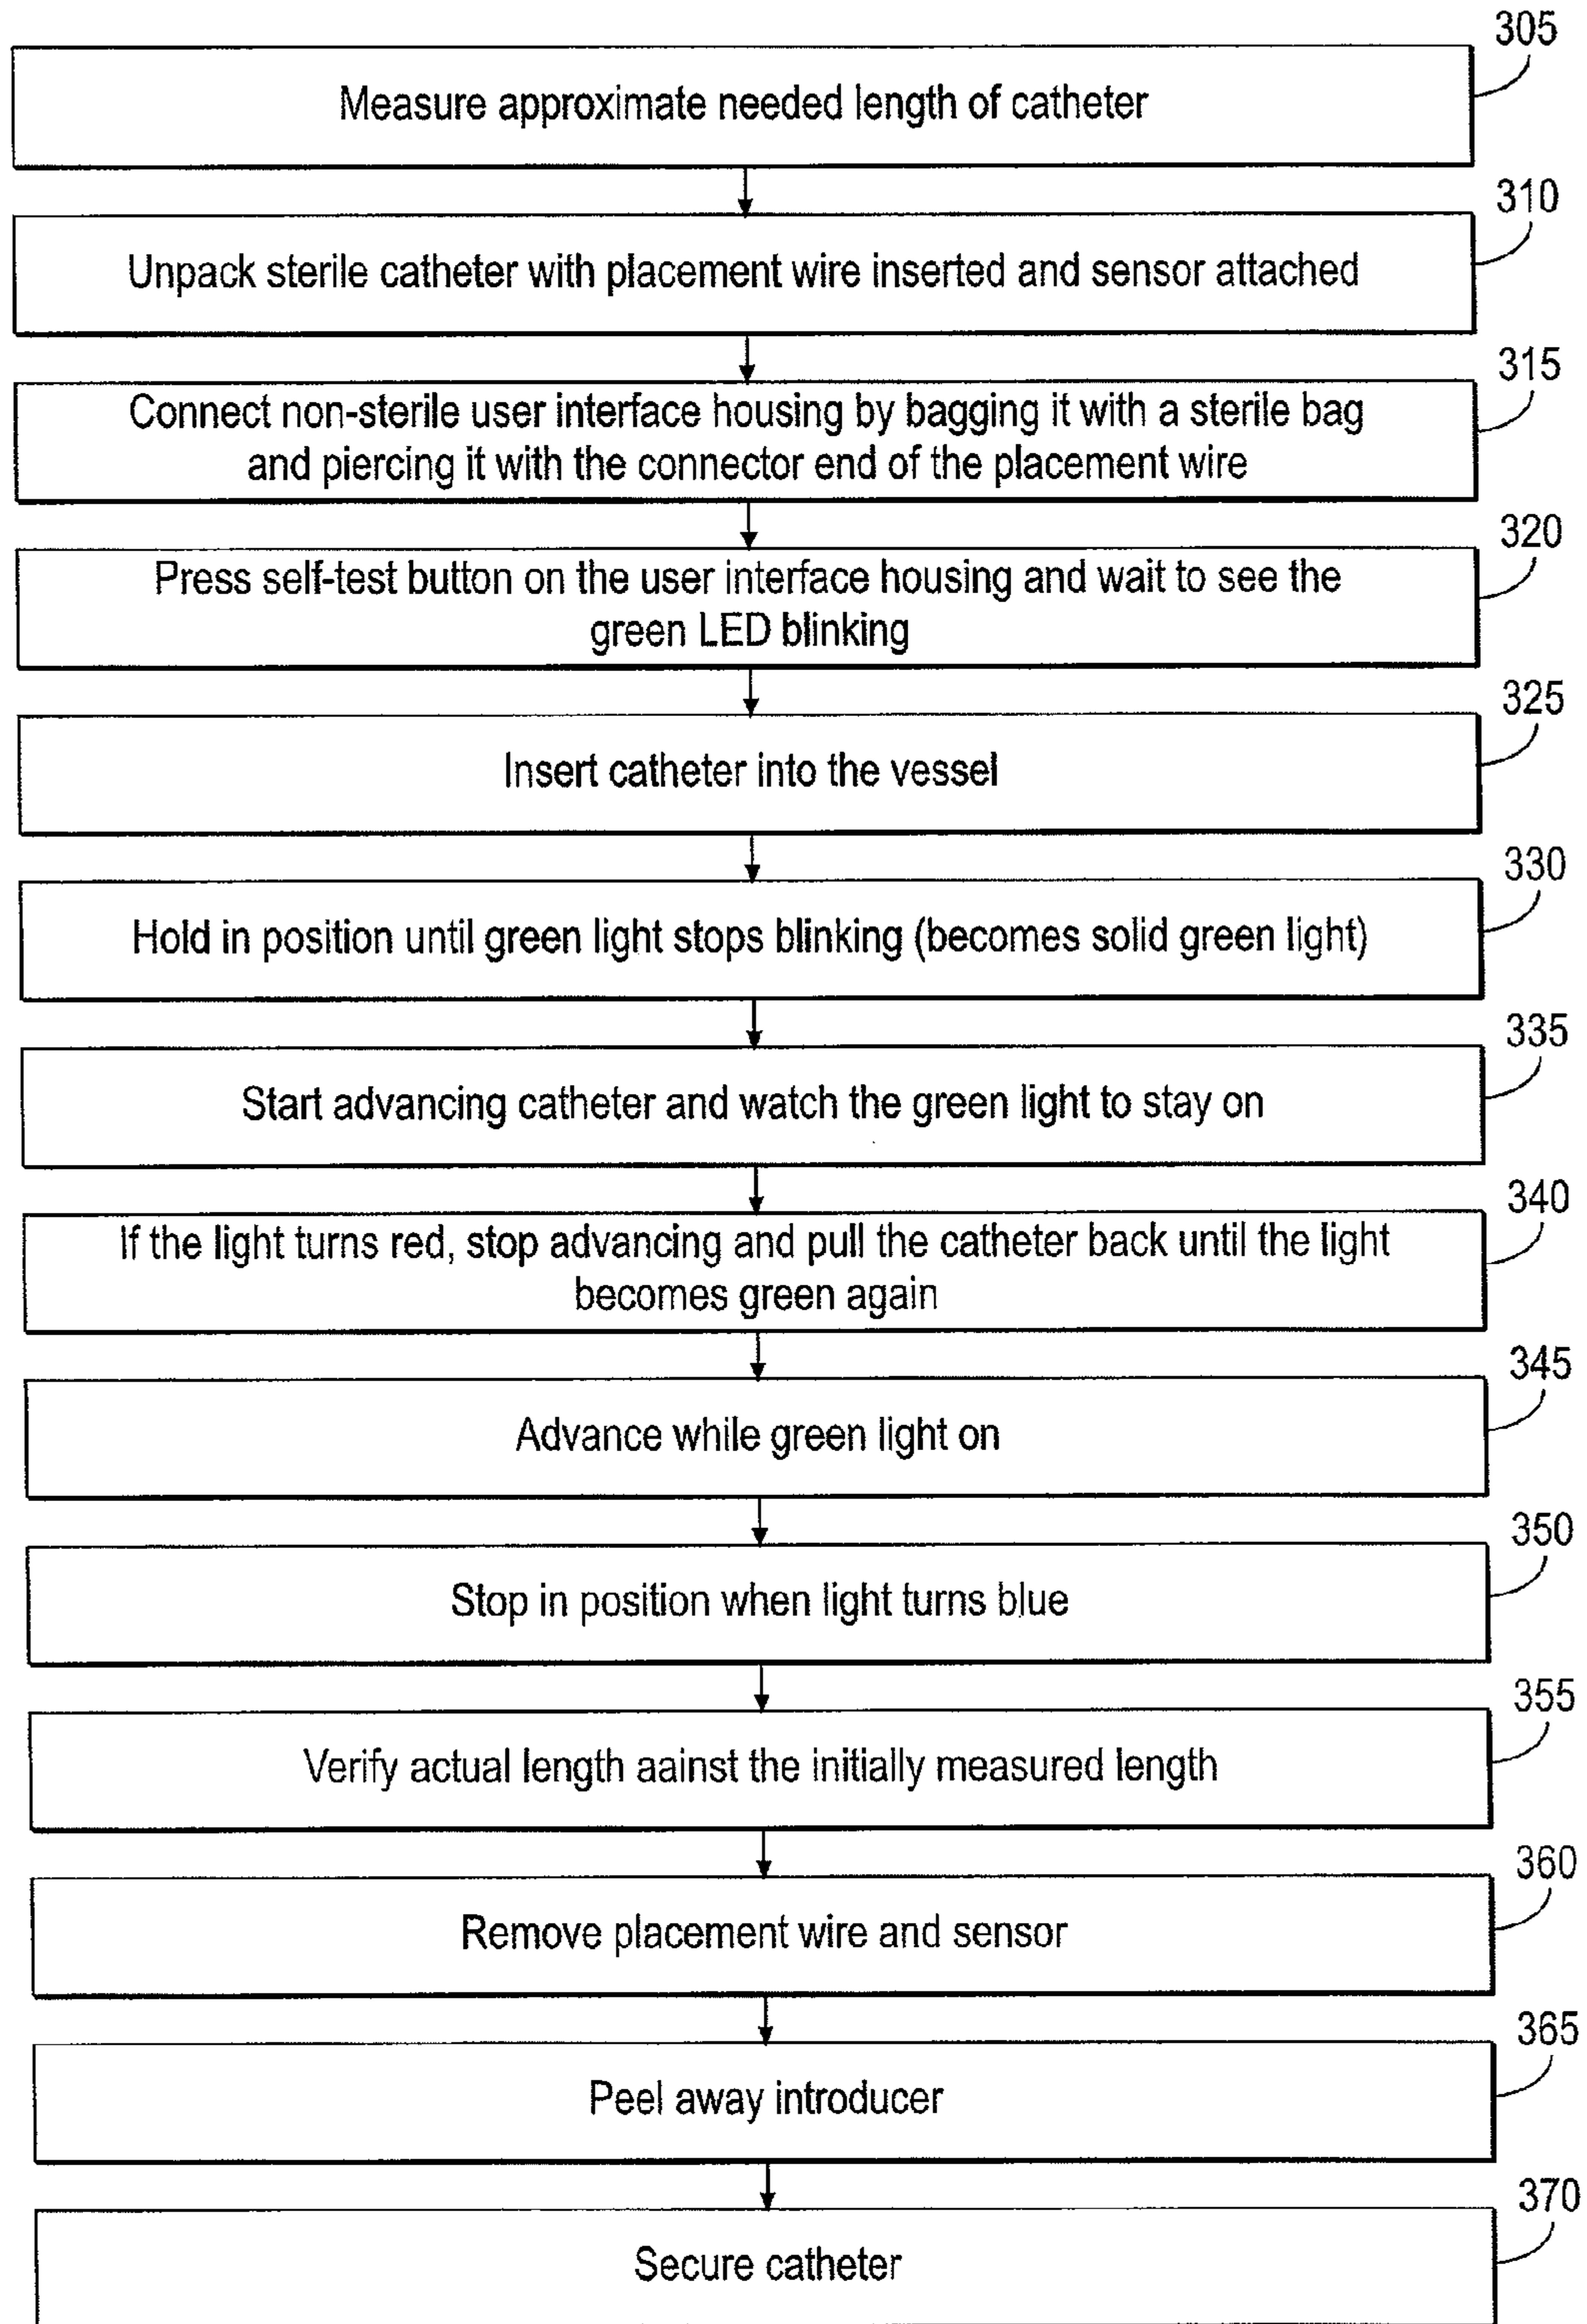 305
Measure approximate needed length of catheter
310
Unpack sterile catheter with placement wire inserted and sensor attached
315
Connect non-sterile user interface housing by bagging it with a sterile bag
and piercing it with the connector end of the placement wire
320
Press self-test button on the user interface housing and wait to see the
green LED blinking
325
Insert catheter into the vessel
330
Hold in position until green light stops blinking (becomes solid green light)
335
Start advancing catheter and watch the green light to stay on
340
If the light turns red, stop advancing and pull the catheter back until the light
becomes green again
345
Advance while green light on
350
Stop in position when light turns blue
355
Verify actual length aainst the initially measured length
360
Remove placement wire and sensor
365
Peel away introducer
370
Secure catheter